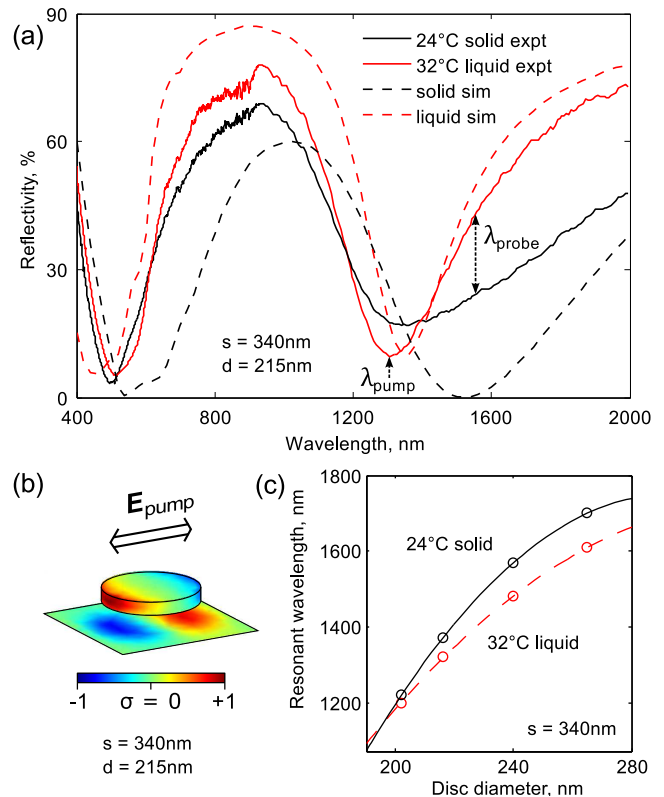 (a)
90
60
30
0
Reflectivity, %
24°C solid expt
32°C liquid expt
solid sim
liquid sim
λprobe
λpump
s = 340nm
d = 215nm
400 800 1200 1600 2000
Wavelength, nm
(b)
Epump
-1 σ = 0 +1
s = 340nm
d = 215nm
(c)
1800
1600
1400
1200
Resonant wavelength, nm
24°C solid
32°C liquid
s = 340nm
200 220 240 260 280
Disc diameter, nm